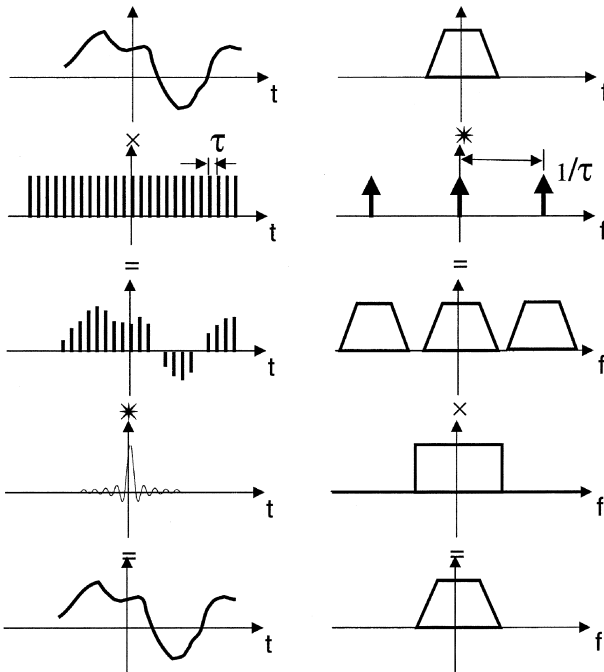 t f
× ✷
τ 1/τ
t f
= =
t f
✷ ×
t f
= =
t f